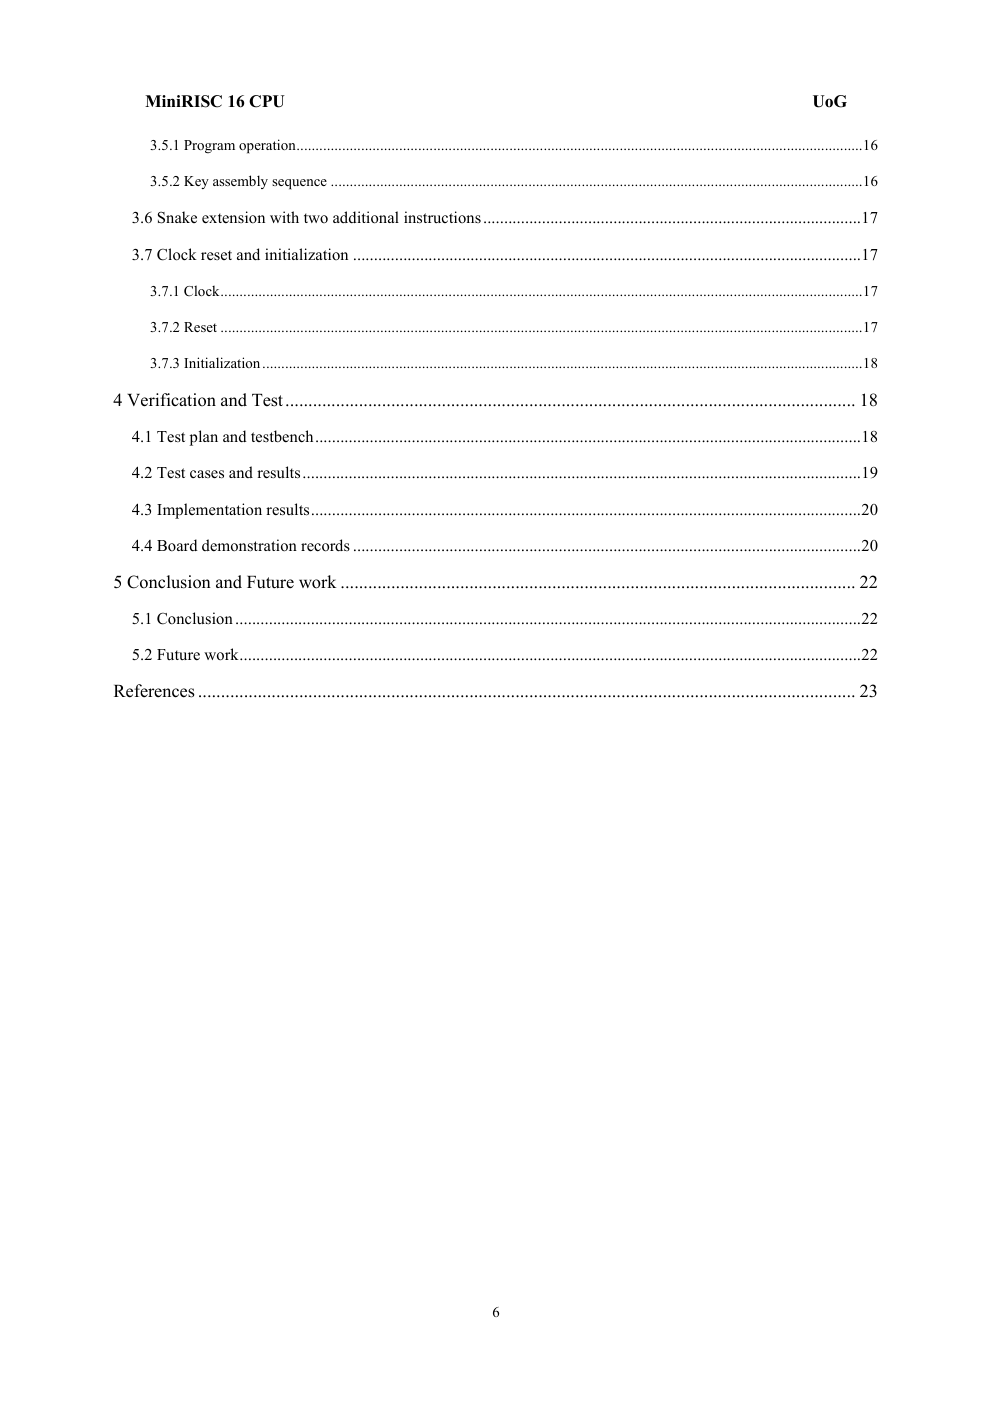 MiniRISC 16 CPU UoG
3.5.1 Program operation.......................................................................................................................................................16
3.5.2 Key assembly sequence ..............................................................................................................................................16
3.6 Snake extension with two additional instructions..........................................................................................17
3.7 Clock reset and initialization .........................................................................................................................17
3.7.1 Clock...........................................................................................................................................................................17
3.7.2 Reset ...........................................................................................................................................................................17
3.7.3 Initialization................................................................................................................................................................18
4 Verification and Test............................................................................................................................ 18
4.1 Test plan and testbench..................................................................................................................................18
4.2 Test cases and results.....................................................................................................................................19
4.3 Implementation results...................................................................................................................................20
4.4 Board demonstration records .........................................................................................................................20
5 Conclusion and Future work ................................................................................................................ 22
5.1 Conclusion .....................................................................................................................................................22
5.2 Future work....................................................................................................................................................22
References ............................................................................................................................................... 23
6